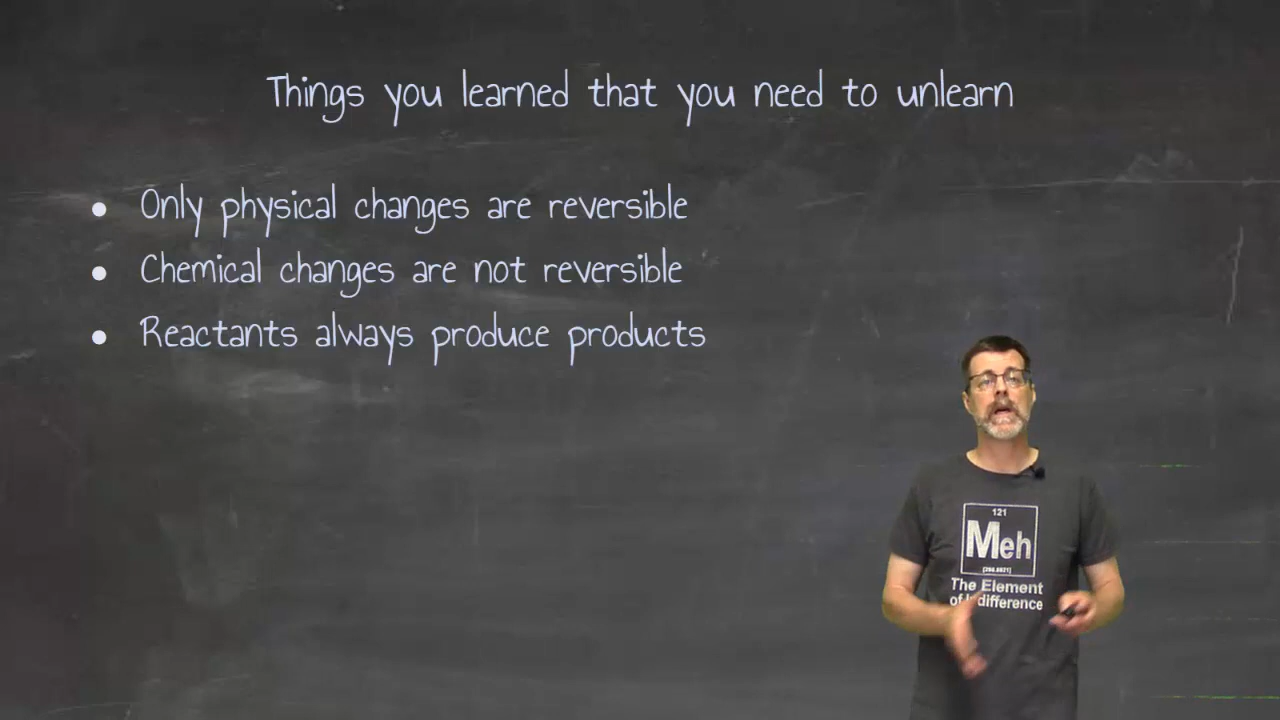 Things you learned that you need to unlearn
• Only physical changes are reversible
• Chemical changes are not reversible
• Reactants always produce products
121
Meh
The Element
of Indifference